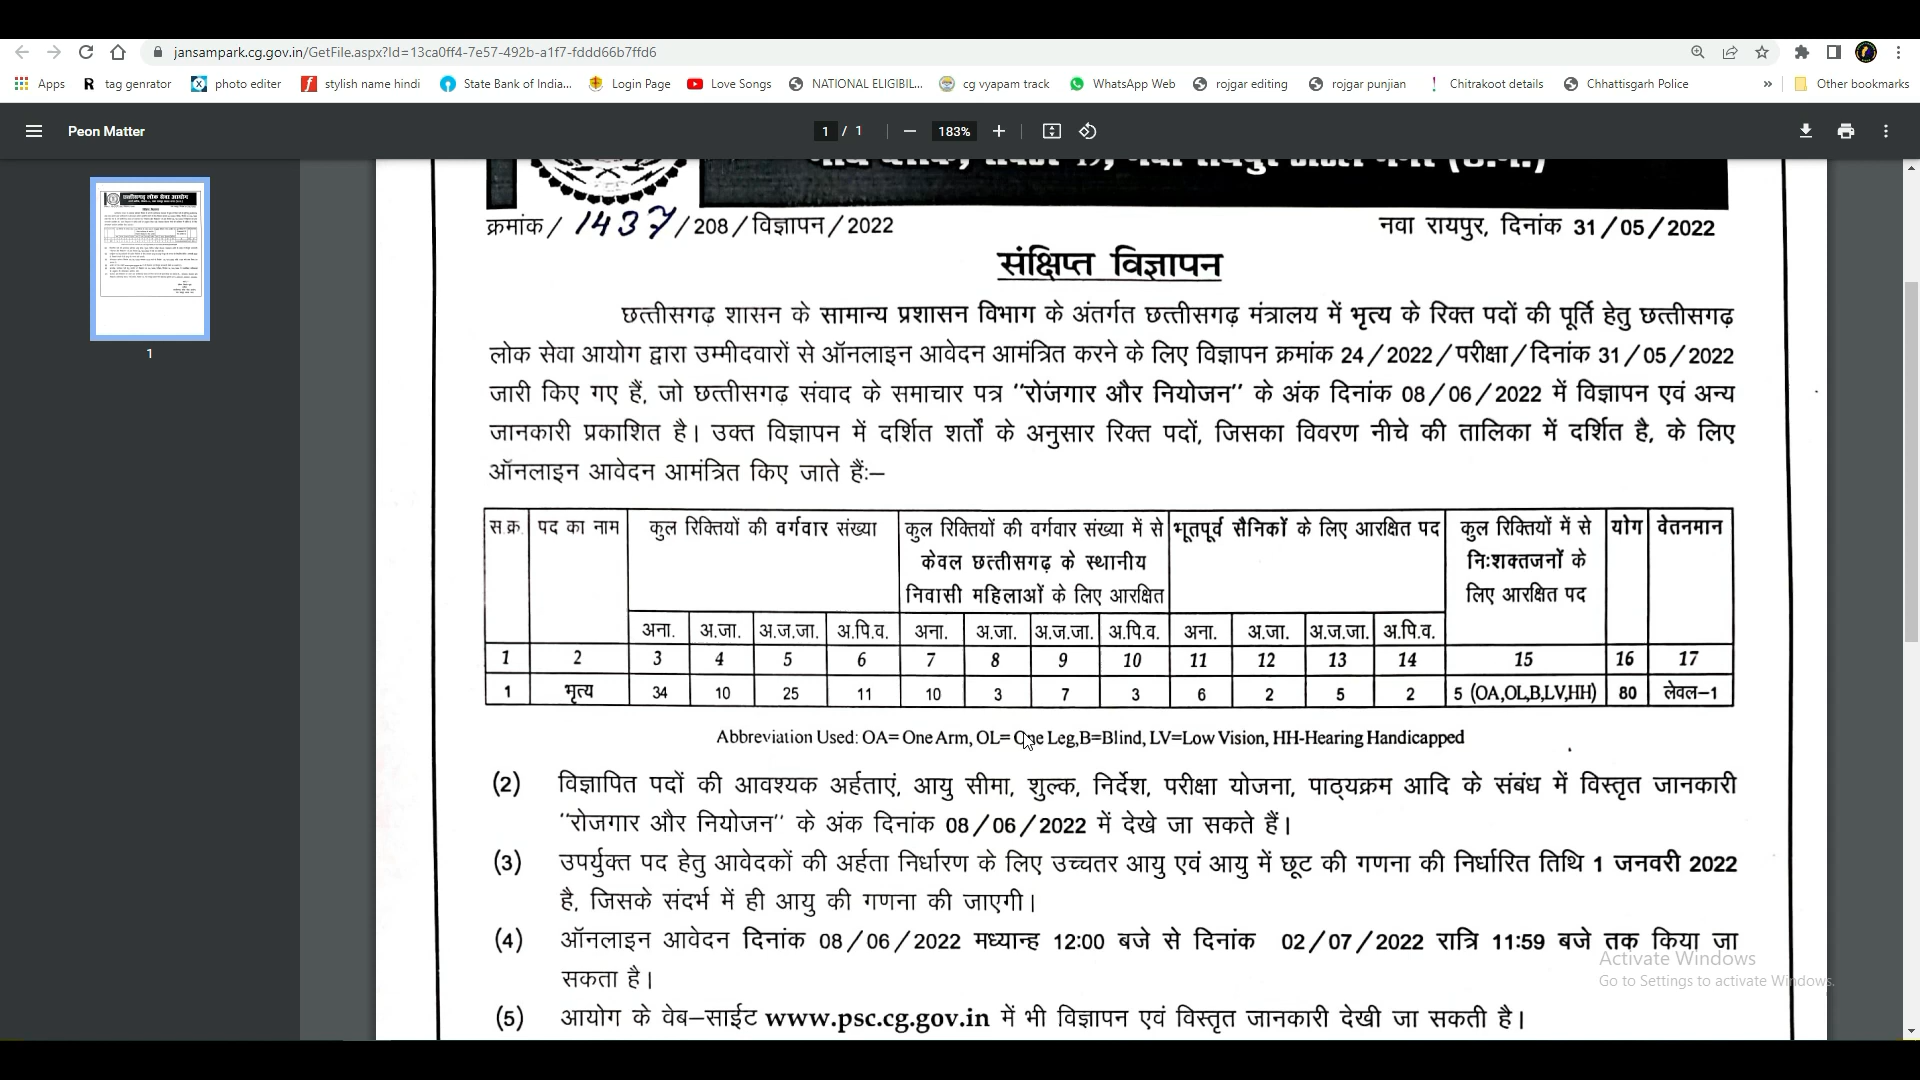 jansampark.cg.gov.in/GetFile.aspx?Id=13ca0ff4-7e57-492b-a1f7-fddd66b7ffd6
Apps R tag genrator photo editer stylish name hindi State Bank of India... Login Page Love Songs NATIONAL ELIGIBIL... cg vyapam track WhatsApp Web rojgar editing rojgar punjian Chitrakoot details Chhattisgarh Police » Other bookmarks
Peon Matter 1 / 1 183%
छत्तीसगढ़ लोक सेवा आयोग
1
क्रमांक / 1437 / 208 / विज्ञापन / 2022 नवा रायपुर, दिनांक 31/05/2022
संक्षिप्त विज्ञापन
छत्तीसगढ़ शासन के सामान्य प्रशासन विभाग के अंतर्गत छत्तीसगढ़ मंत्रालय में भृत्य के रिक्त पदों की पूर्ति हेतु छत्तीसगढ़
लोक सेवा आयोग द्वारा उम्मीदवारों से ऑनलाइन आवेदन आमंत्रित करने के लिए विज्ञापन क्रमांक 24/2022/परीक्षा/दिनांक 31/05/2022
जारी किए गए हैं, जो छत्तीसगढ़ संवाद के समाचार पत्र "रोजगार और नियोजन" के अंक दिनांक 08/06/2022 में विज्ञापन एवं अन्य
जानकारी प्रकाशित है। उक्त विज्ञापन में दर्शित शर्तों के अनुसार रिक्त पदों, जिसका विवरण नीचे की तालिका में दर्शित है, के लिए
ऑनलाइन आवेदन आमंत्रित किए जाते हैं:–
स.क्र. पद का नाम कुल रिक्तियों की वर्गवार संख्या कुल रिक्तियों की वर्गवार संख्या में से भूतपूर्व सैनिकों के लिए आरक्षित पद कुल रिक्तियों में से योग वेतनमान
केवल छत्तीसगढ़ के स्थानीय निःशक्तजनों के
निवासी महिलाओं के लिए आरक्षित लिए आरक्षित पद
अना. अ.जा. अ.ज.जा. अ.पि.व. अना. अ.जा. अ.ज.जा. अ.पि.व. अना. अ.जा. अ.ज.जा. अ.पि.व.
1 2 3 4 5 6 7 8 9 10 11 12 13 14 15 16 17
1 भृत्य 34 10 25 11 10 3 7 3 6 2 5 2 5 (OA,OL,B,LV,HH) 80 लेवल–1
Abbreviation Used: OA= One Arm, OL= One Leg,B=Blind, LV=Low Vision, HH-Hearing Handicapped
(2) विज्ञापित पदों की आवश्यक अर्हताएं, आयु सीमा, शुल्क, निर्देश, परीक्षा योजना, पाठ्यक्रम आदि के संबंध में विस्तृत जानकारी
"रोजगार और नियोजन" के अंक दिनांक 08/06/2022 में देखे जा सकते हैं।
(3) उपर्युक्त पद हेतु आवेदकों की अर्हता निर्धारण के लिए उच्चतर आयु एवं आयु में छूट की गणना की निर्धारित तिथि 1 जनवरी 2022
है, जिसके संदर्भ में ही आयु की गणना की जाएगी।
(4) ऑनलाइन आवेदन दिनांक 08/06/2022 मध्यान्ह 12:00 बजे से दिनांक 02/07/2022 रात्रि 11:59 बजे तक किया जा
सकता है।
Activate Windows
Go to Settings to activate Windows.
(5) आयोग के वेब–साईट www.psc.cg.gov.in में भी विज्ञापन एवं विस्तृत जानकारी देखी जा सकती है।